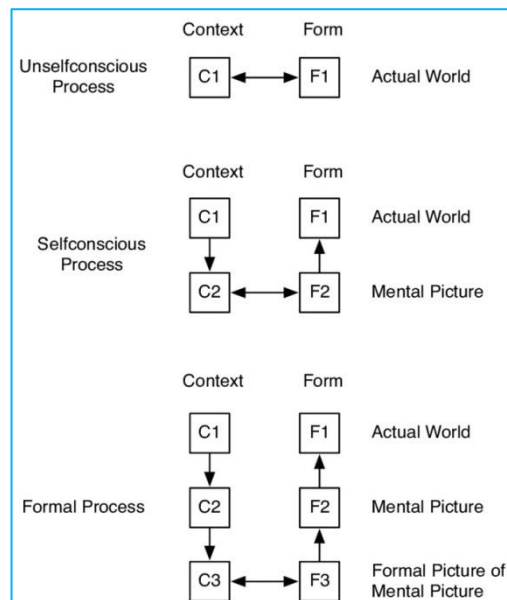 Context Form
Unselfconscious
Process
C1 F1 Actual World
Context Form
C1 F1 Actual World
Selfconscious
Process
C2 F2 Mental Picture
Context Form
C1 F1 Actual World
Formal Process C2 F2 Mental Picture
C3 F3 Formal Picture of
Mental Picture